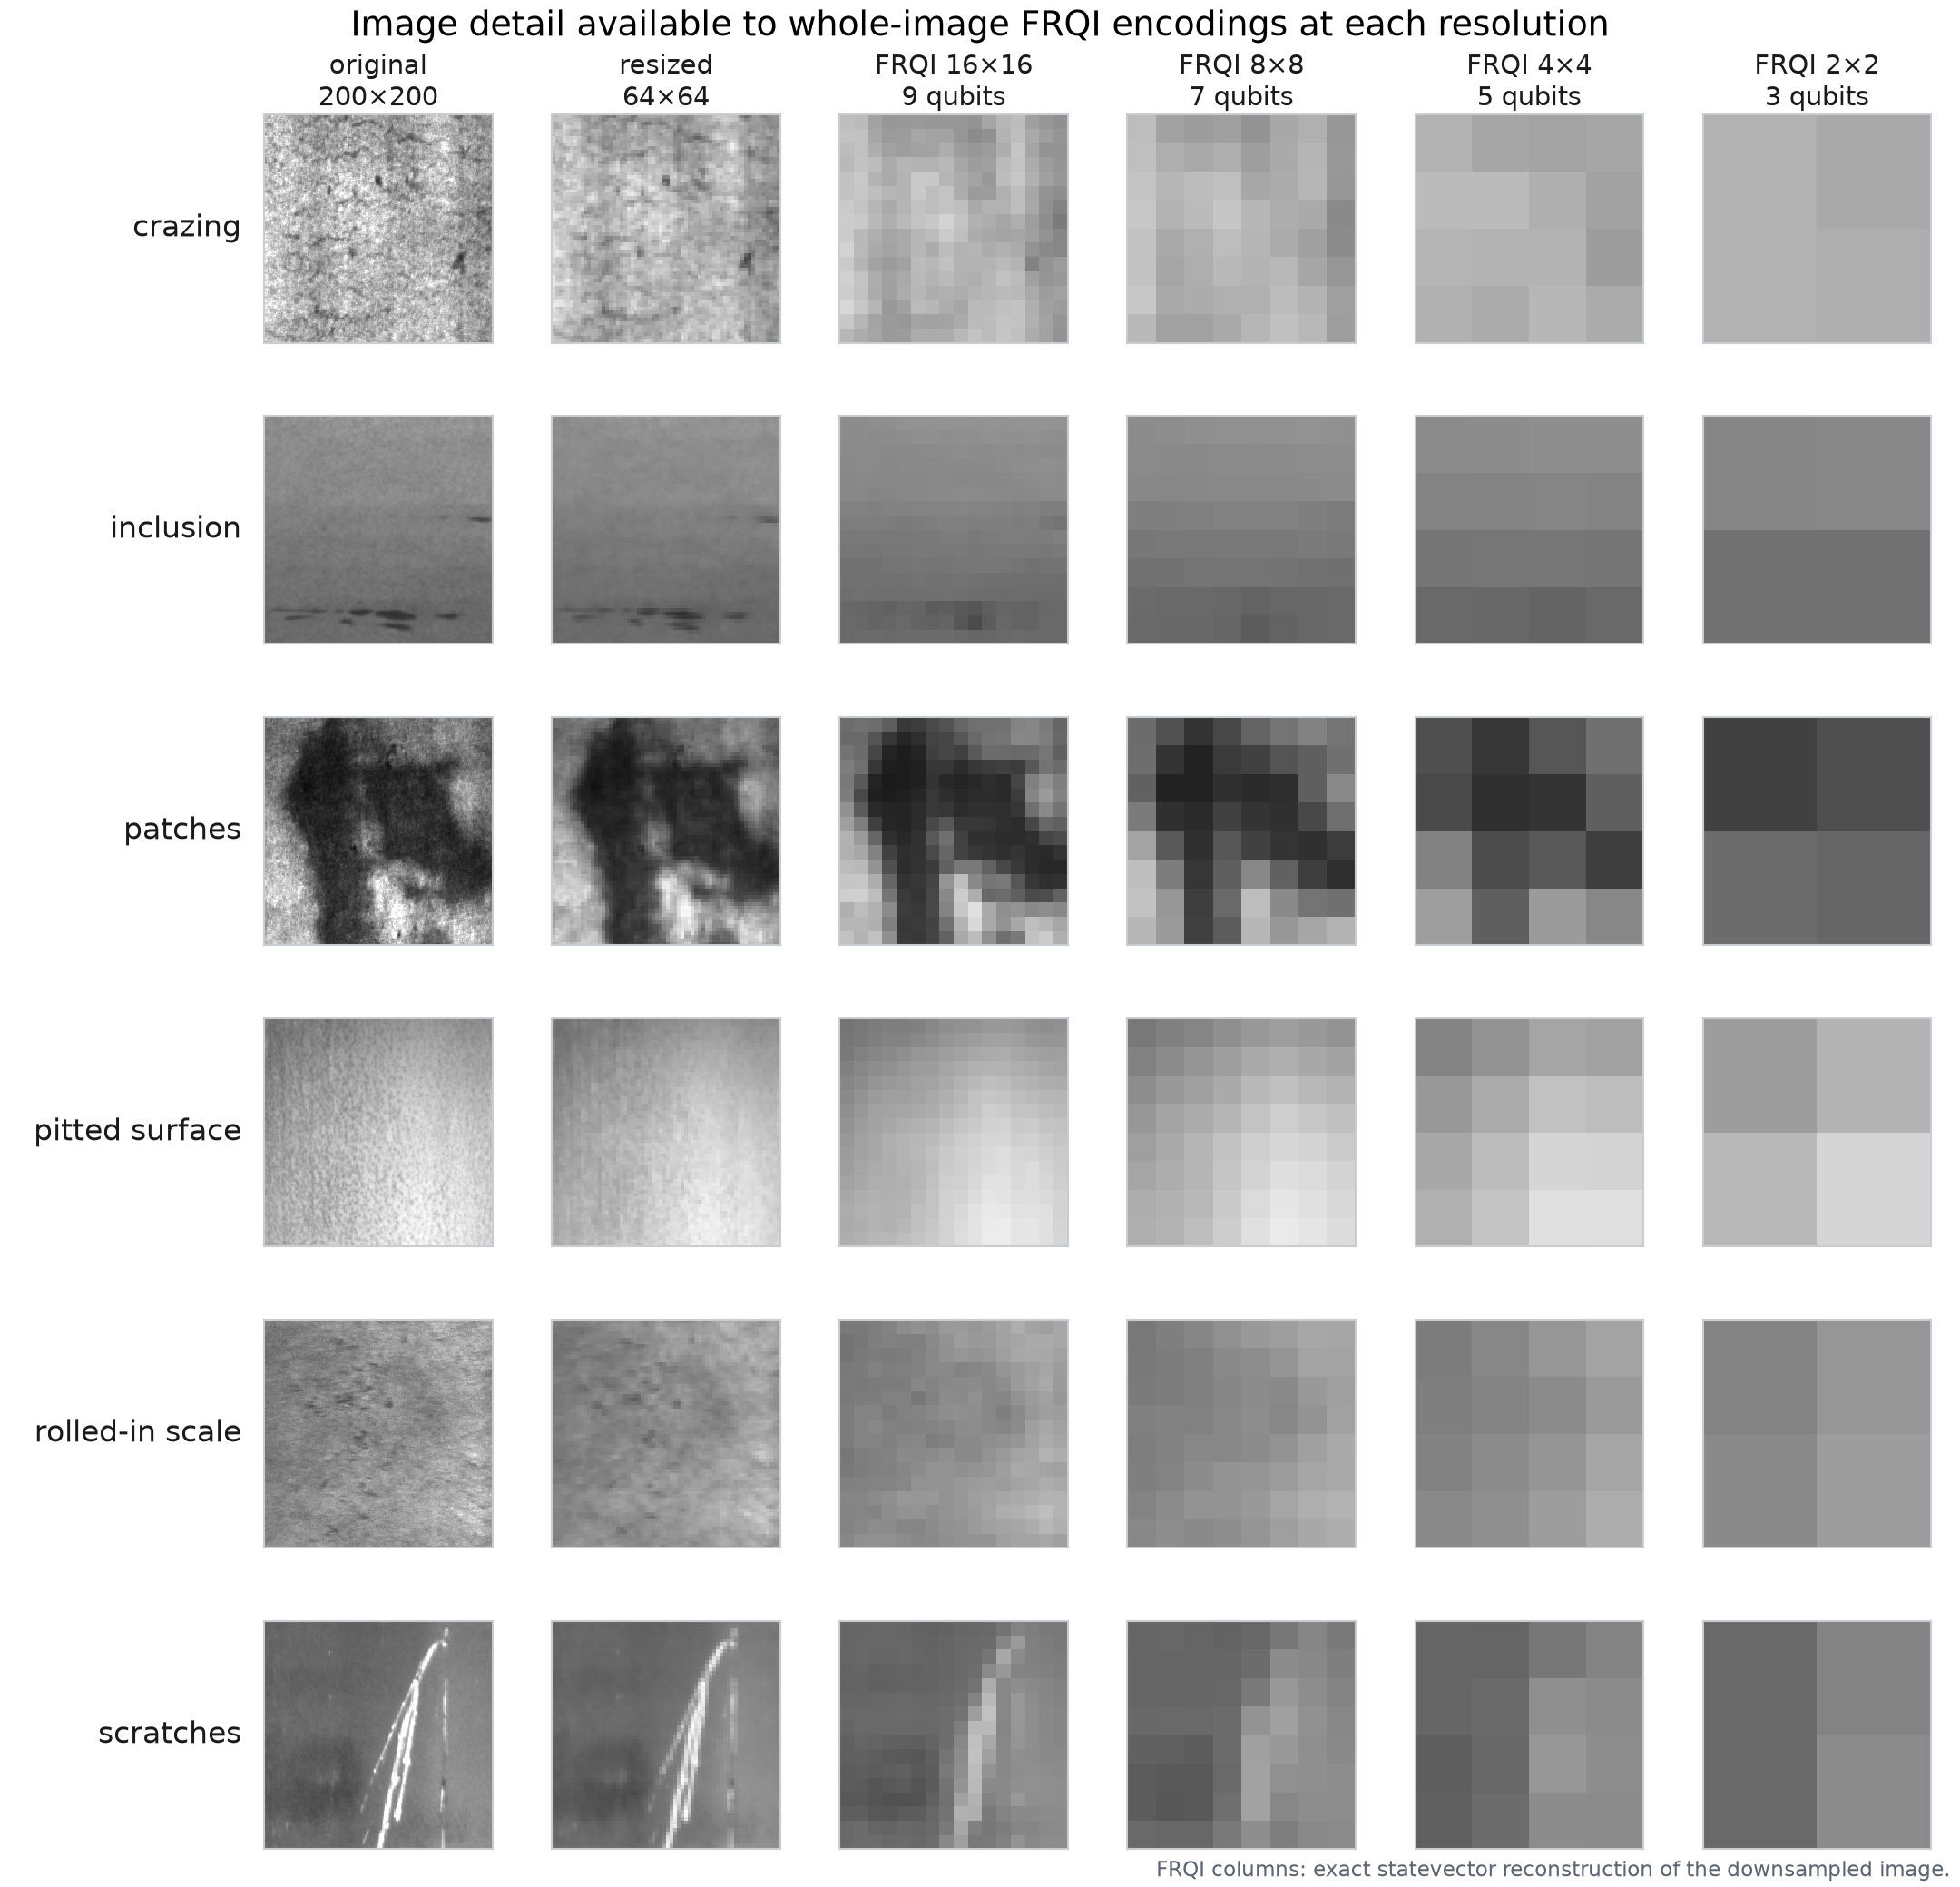 Image detail available to whole-image FRQI encodings at each resolution
original
200×200
resized
64×64
FRQI 16×16
9 qubits
FRQI 8×8
7 qubits
FRQI 4×4
5 qubits
FRQI 2×2
3 qubits
crazing
inclusion
patches
pitted surface
rolled-in scale
scratches
FRQI columns: exact statevector reconstruction of the downsampled image.